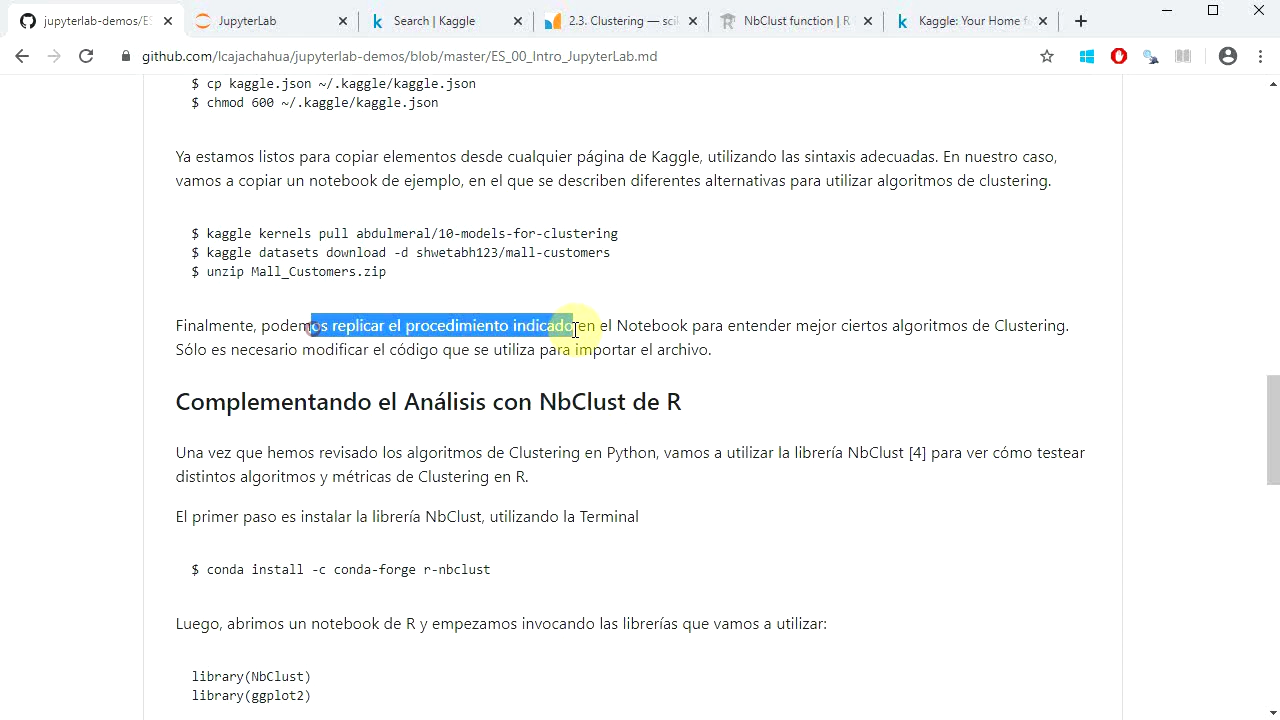 jupyterlab-demos/ES
JupyterLab
Search | Kaggle
2.3. Clustering — sci
NbClust function | R
Kaggle: Your Home f
github.com/lcajachahua/jupyterlab-demos/blob/master/ES_00_Intro_JupyterLab.md
$ cp kaggle.json ~/.kaggle/kaggle.json
$ chmod 600 ~/.kaggle/kaggle.json
Ya estamos listos para copiar elementos desde cualquier página de Kaggle, utilizando las sintaxis adecuadas. En nuestro caso,
vamos a copiar un notebook de ejemplo, en el que se describen diferentes alternativas para utilizar algoritmos de clustering.
$ kaggle kernels pull abdulmeral/10-models-for-clustering
$ kaggle datasets download -d shwetabh123/mall-customers
$ unzip Mall_Customers.zip
Finalmente, podemos replicar el procedimiento indicado en el Notebook para entender mejor ciertos algoritmos de Clustering.
Sólo es necesario modificar el código que se utiliza para importar el archivo.
Complementando el Análisis con NbClust de R
Una vez que hemos revisado los algoritmos de Clustering en Python, vamos a utilizar la librería NbClust [4] para ver cómo testear
distintos algoritmos y métricas de Clustering en R.
El primer paso es instalar la librería NbClust, utilizando la Terminal
$ conda install -c conda-forge r-nbclust
Luego, abrimos un notebook de R y empezamos invocando las librerías que vamos a utilizar:
library(NbClust)
library(ggplot2)